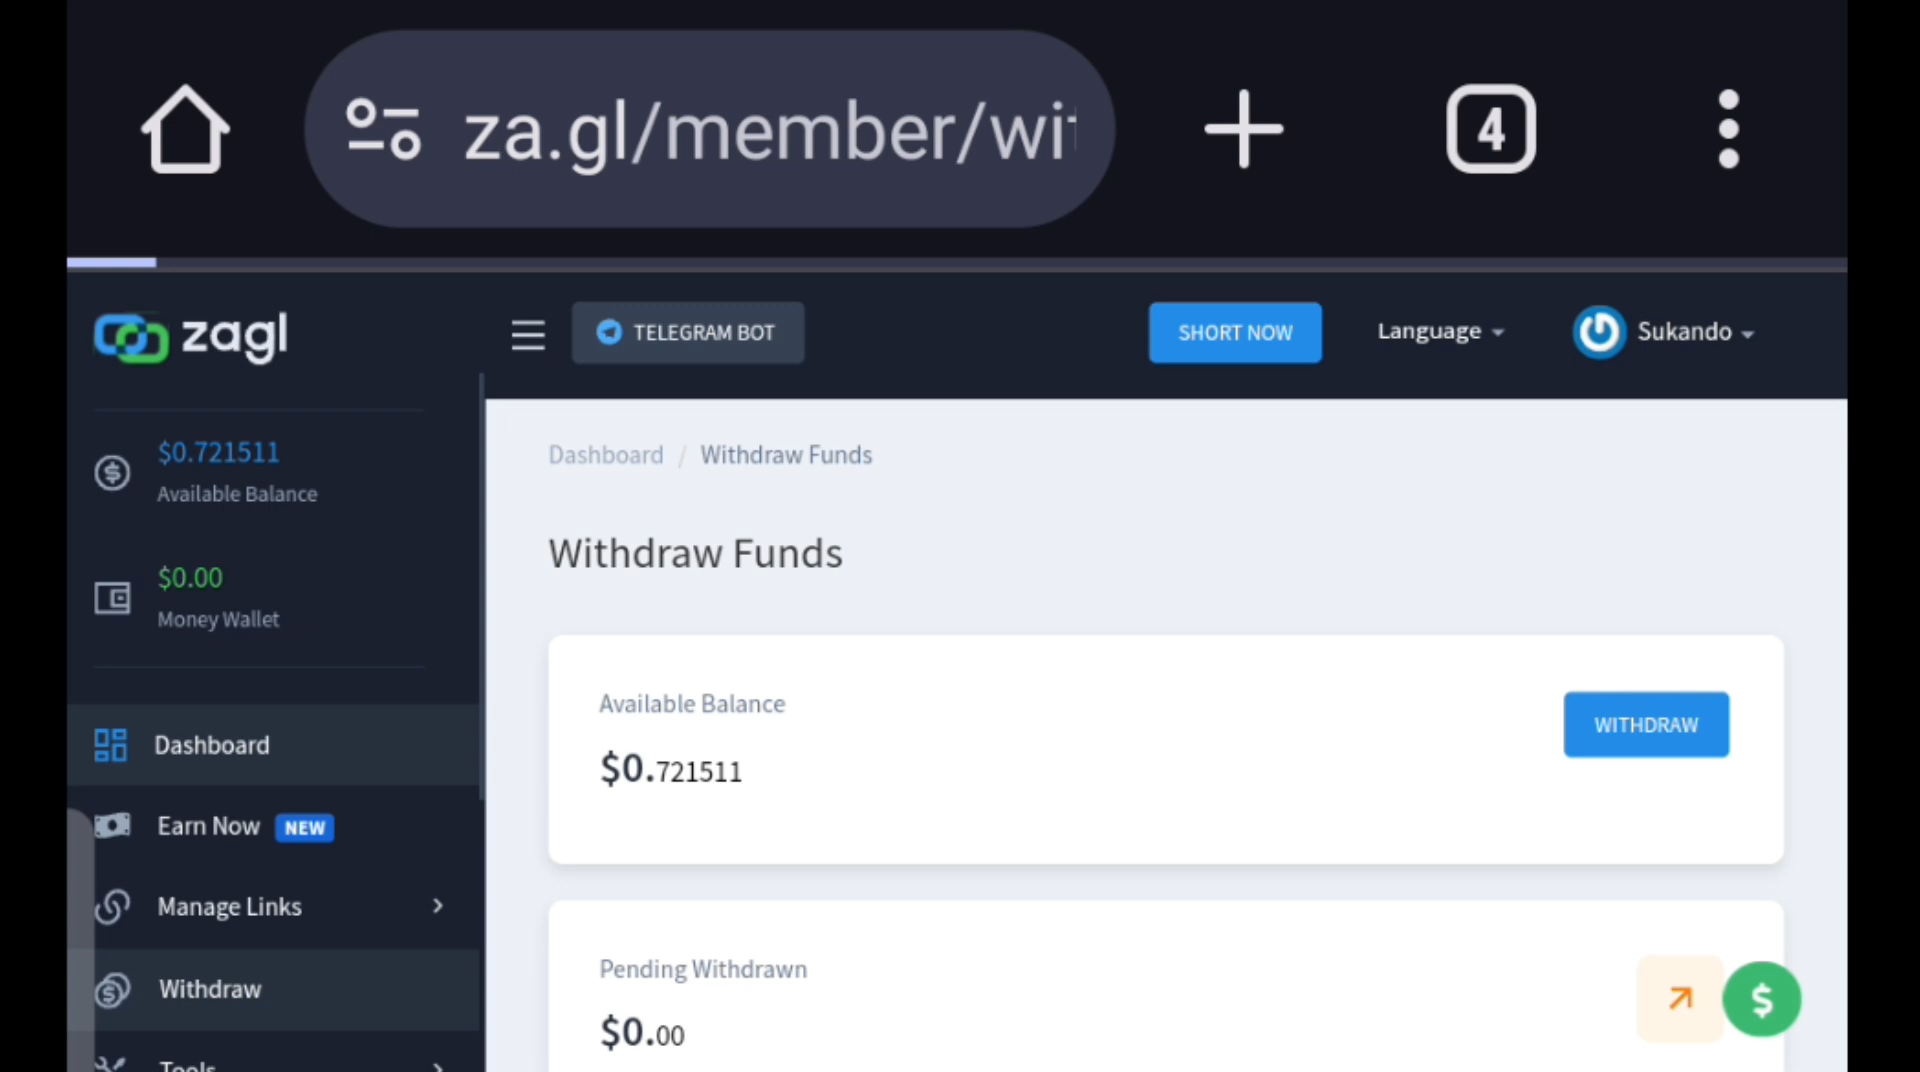 za.gl/member/wi
4
zagl
TELEGRAM BOT
SHORT NOW
Language
Sukando
$0.721511
Available Balance
$0.00
Money Wallet
Dashboard
Earn Now NEW
Manage Links
Withdraw
Tools
Dashboard / Withdraw Funds
Withdraw Funds
Available Balance
$0.721511
WITHDRAW
Pending Withdrawn
$0.00